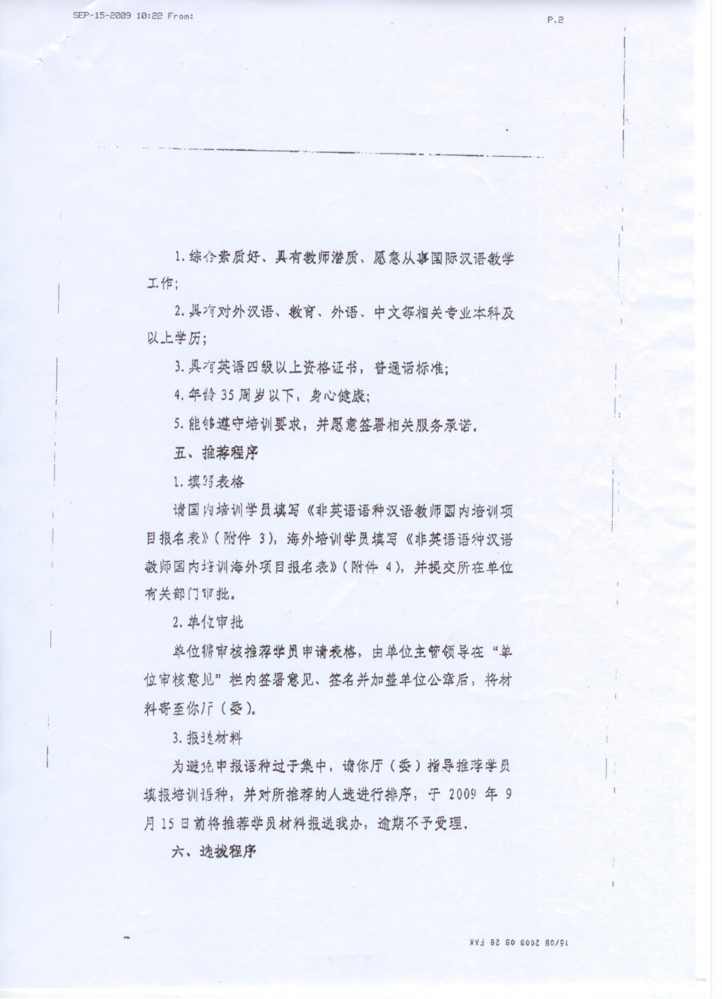 SEP-15-2009 10:22 From:
P.2
1. 综合素质好、具有教师潜质、愿意从事国际汉语教学
工作;
2. 具有对外汉语、教育、外语、中文等相关专业本科及
以上学历;
3. 具有英语四级以上资格证书，普通话标准;
4. 年龄 35 周岁以下，身心健康;
5. 能够遵守培训要求，并愿意签署相关服务承诺。
五、推荐程序
1. 填写表格
请国内培训学员填写《非英语语种汉语教师国内培训项
目报名表》（附件 3），海外培训学员填写《非英语语种汉语
教师国内培训海外项目报名表》（附件 4），并提交所在单位
有关部门审批。
2. 单位审批
单位需审核推荐学员申请表格，由单位主管领导在“单
位审核意见”栏内签署意见、签名并加盖单位公章后，将材
料寄至你厅（委）。
3. 报送材料
为避免申报语种过于集中，请你厅（委）指导推荐学员
填报培训语种，并对所推荐的人选进行排序，于 2009 年 9
月 15 日前将推荐学员材料报送我办，逾期不予受理。
六、选拔程序
15/08 2009 09 28 FAX